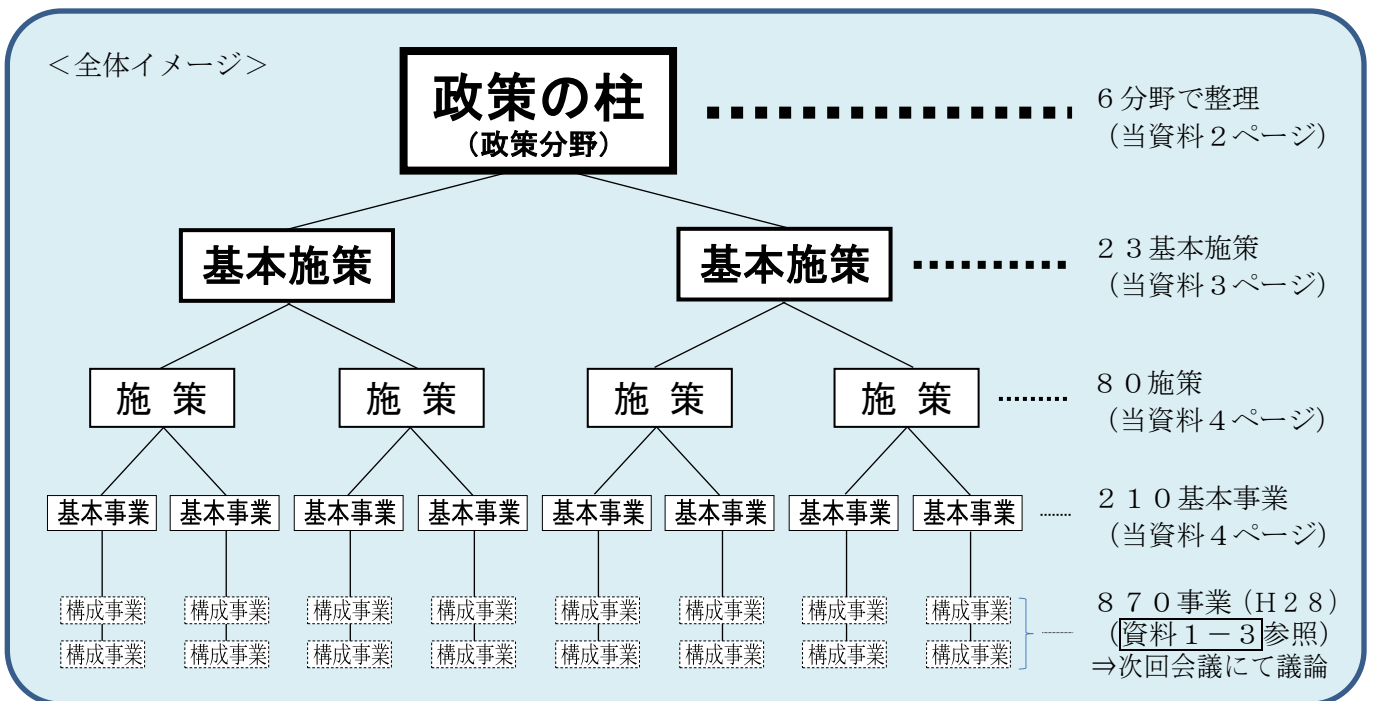 ＜全体イメージ＞
政策の柱
（政策分野）
６分野で整理
（当資料２ページ）
基本施策 基本施策
２３基本施策
（当資料３ページ）
施 策 施 策 施 策 施 策
８０施策
（当資料４ページ）
基本事業 基本事業 基本事業 基本事業 基本事業 基本事業 基本事業 基本事業
２１０基本事業
（当資料４ページ）
構成事業 構成事業 構成事業 構成事業 構成事業 構成事業 構成事業 構成事業
構成事業 構成事業 構成事業 構成事業 構成事業 構成事業 構成事業 構成事業
８７０事業（Ｈ２８）
（資料１－３参照）
⇒次回会議にて議論